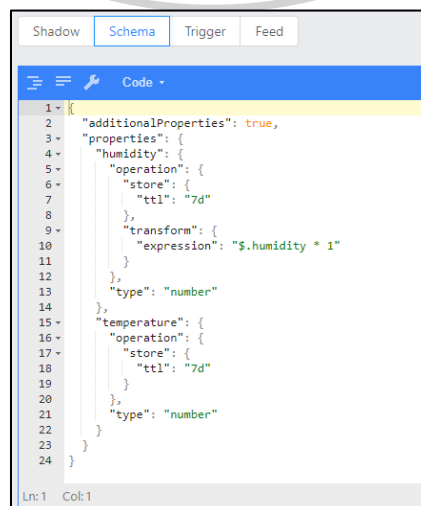 Shadow Schema Trigger Feed
Code
1 {
2 "additionalProperties": true,
3 "properties": {
4 "humidity": {
5 "operation": {
6 "store": {
7 "ttl": "7d"
8 },
9 "transform": {
10 "expression": "$.humidity * 1"
11 }
12 },
13 "type": "number"
14 },
15 "temperature": {
16 "operation": {
17 "store": {
18 "ttl": "7d"
19 }
20 },
21 "type": "number"
22 }
23 }
24 }
Ln: 1 Col: 1